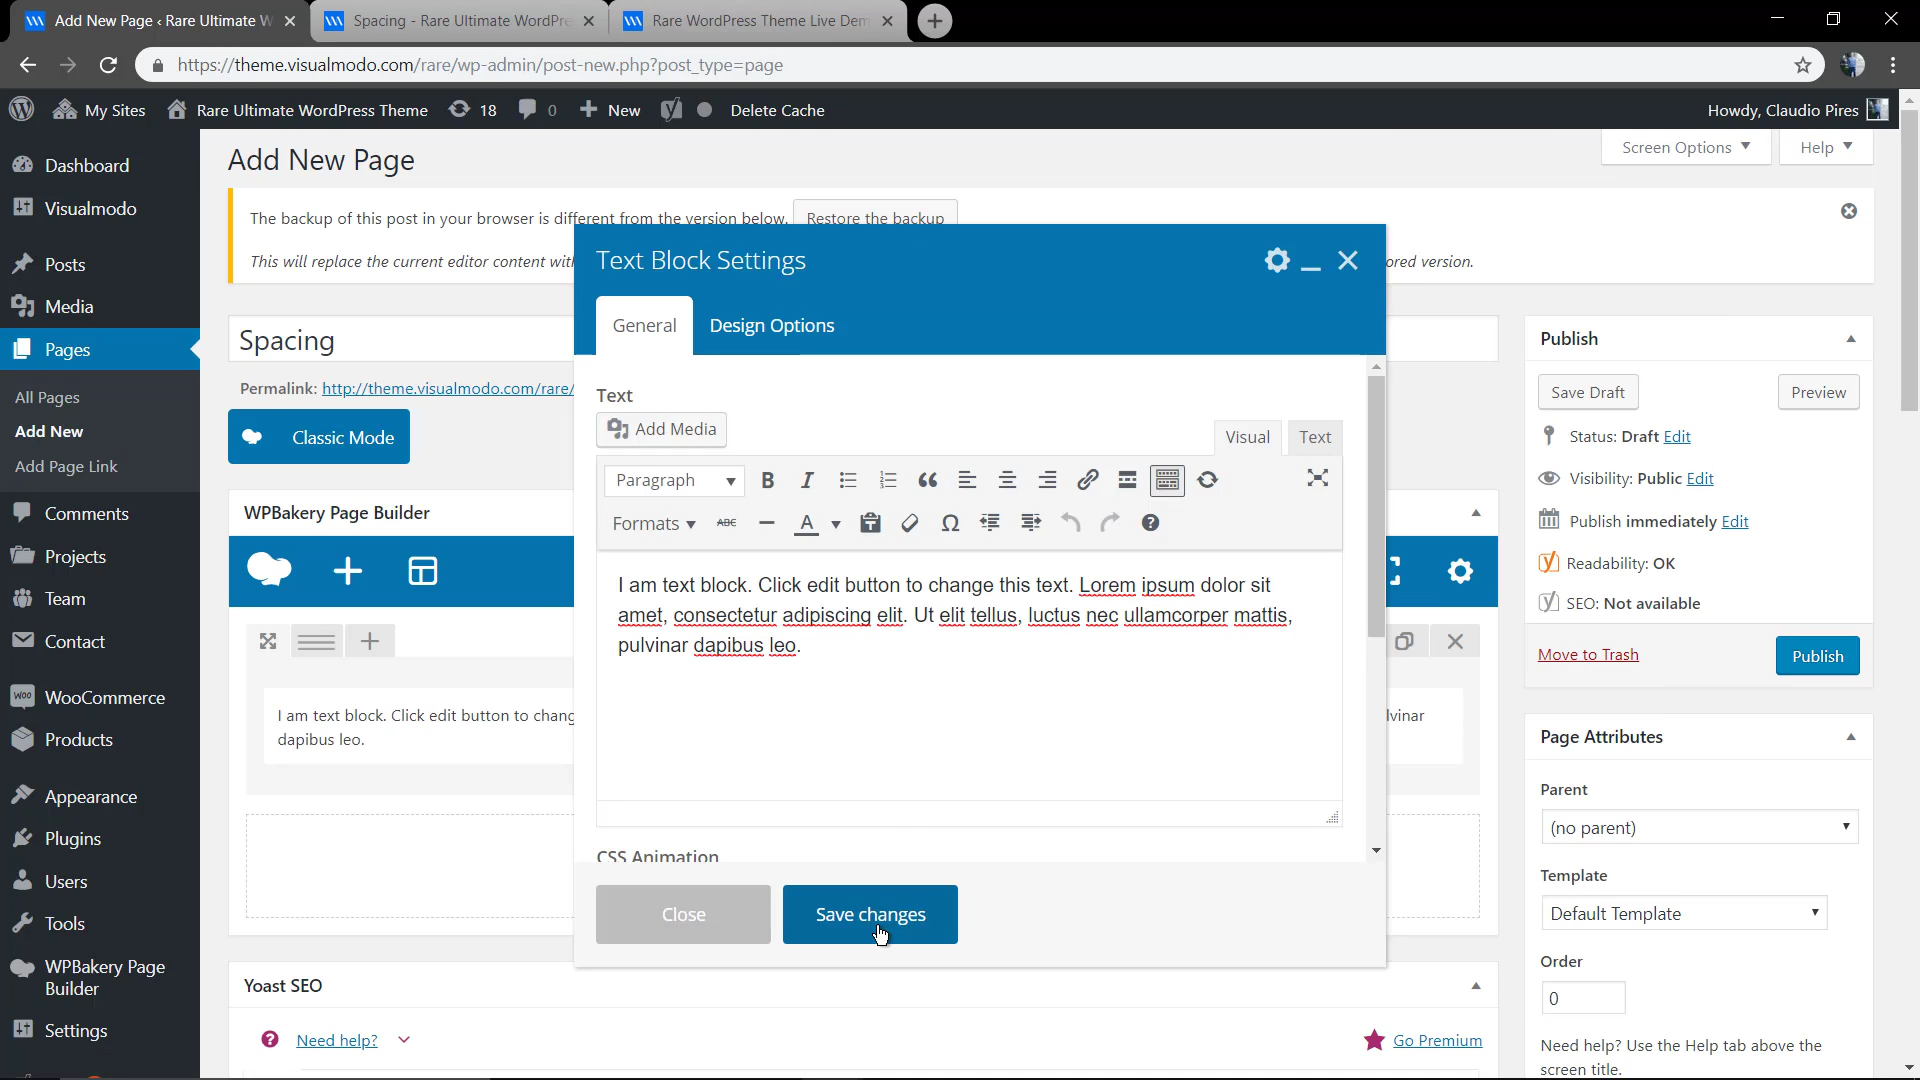 Add New Page ‹ Rare Ultimate W
Spacing - Rare Ultimate WordPre
Rare WordPress Theme Live Dem
https://theme.visualmodo.com/rare/wp-admin/post-new.php?post_type=page
My Sites
Rare Ultimate WordPress Theme
18
0
New
Delete Cache
Howdy, Claudio Pires
Dashboard
Visualmodo
Posts
Media
Pages
All Pages
Add New
Add Page Link
Comments
Projects
Team
Contact
WooCommerce
Products
Appearance
Plugins
Users
Tools
WPBakery Page
Builder
Settings
Add New Page
Screen Options
Help
The backup of this post in your browser is different from the version below.
Restore the backup
This will replace the current editor content with
ored version.
Spacing
Permalink: http://theme.visualmodo.com/rare/
Classic Mode
WPBakery Page Builder
I am text block. Click edit button to chang
dapibus leo.
lvinar
Text Block Settings
General
Design Options
Text
Add Media
Visual
Text
Paragraph
B
I
Formats
ABC
A
Ω
I am text block. Click edit button to change this text. Lorem ipsum dolor sit
amet, consectetur adipiscing elit. Ut elit tellus, luctus nec ullamcorper mattis,
pulvinar dapibus leo.
CSS Animation
Close
Save changes
Yoast SEO
Need help?
Go Premium
Publish
Save Draft
Preview
Status: Draft Edit
Visibility: Public Edit
Publish immediately Edit
Readability: OK
SEO: Not available
Move to Trash
Publish
Page Attributes
Parent
(no parent)
Template
Default Template
Order
0
Need help? Use the Help tab above the
screen title.